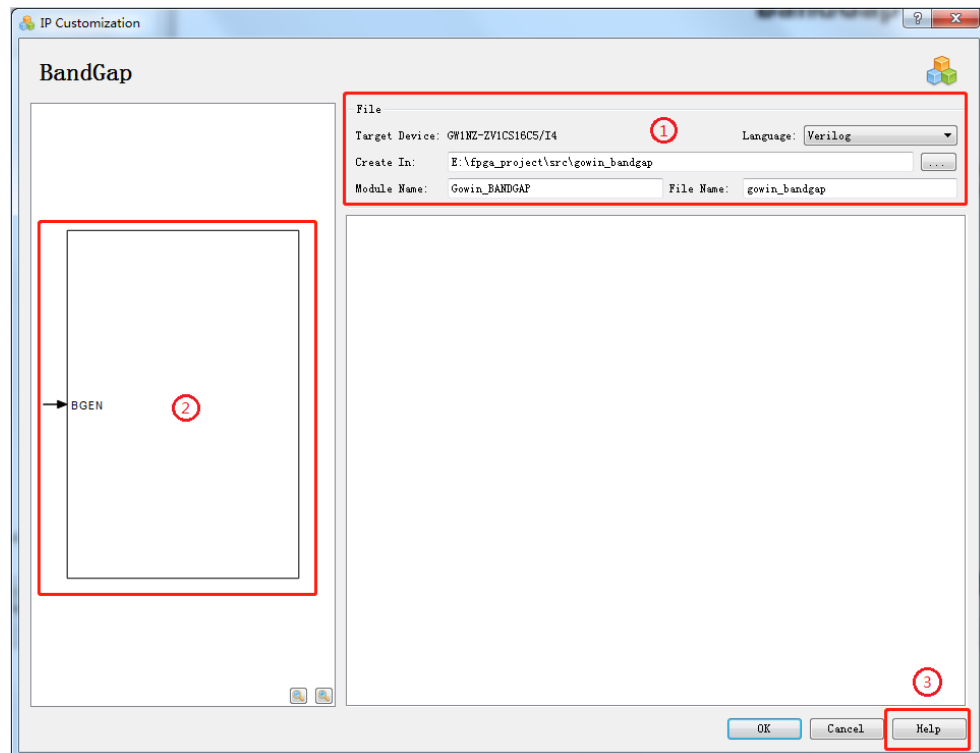 IP Customization
BandGap
File
Target Device: GW1NZ-ZV1CS16C5/I4 ① Language: Verilog
Create In: E:\fpga_project\src\gowin_bandgap ...
Module Name: Gowin_BANDGAP File Name: gowin_bandgap
BGEN ②
③
OK Cancel Help